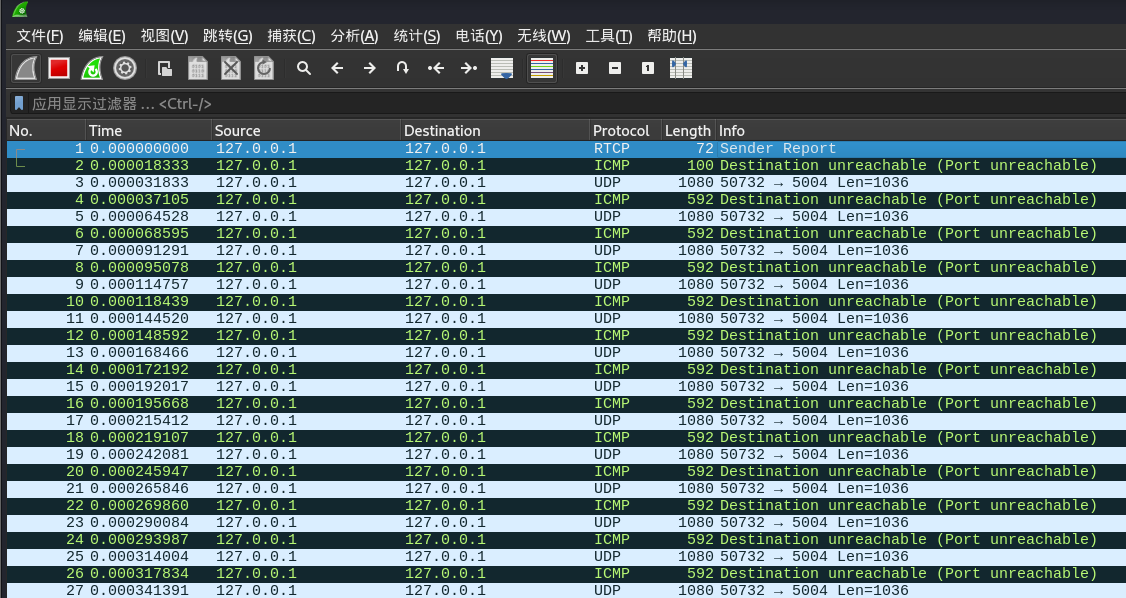 文件(F) 编辑(E) 视图(V) 跳转(G) 捕获(C) 分析(A) 统计(S) 电话(Y) 无线(W) 工具(T) 帮助(H)
应用显示过滤器 … <Ctrl-/>
No. Time Source Destination Protocol Length Info
1 0.000000000 127.0.0.1 127.0.0.1 RTCP 72 Sender Report
2 0.000018333 127.0.0.1 127.0.0.1 ICMP 100 Destination unreachable (Port unreachable)
3 0.000031833 127.0.0.1 127.0.0.1 UDP 1080 50732 → 5004 Len=1036
4 0.000037105 127.0.0.1 127.0.0.1 ICMP 592 Destination unreachable (Port unreachable)
5 0.000064528 127.0.0.1 127.0.0.1 UDP 1080 50732 → 5004 Len=1036
6 0.000068595 127.0.0.1 127.0.0.1 ICMP 592 Destination unreachable (Port unreachable)
7 0.000091291 127.0.0.1 127.0.0.1 UDP 1080 50732 → 5004 Len=1036
8 0.000095078 127.0.0.1 127.0.0.1 ICMP 592 Destination unreachable (Port unreachable)
9 0.000114757 127.0.0.1 127.0.0.1 UDP 1080 50732 → 5004 Len=1036
10 0.000118439 127.0.0.1 127.0.0.1 ICMP 592 Destination unreachable (Port unreachable)
11 0.000144520 127.0.0.1 127.0.0.1 UDP 1080 50732 → 5004 Len=1036
12 0.000148592 127.0.0.1 127.0.0.1 ICMP 592 Destination unreachable (Port unreachable)
13 0.000168466 127.0.0.1 127.0.0.1 UDP 1080 50732 → 5004 Len=1036
14 0.000172192 127.0.0.1 127.0.0.1 ICMP 592 Destination unreachable (Port unreachable)
15 0.000192017 127.0.0.1 127.0.0.1 UDP 1080 50732 → 5004 Len=1036
16 0.000195668 127.0.0.1 127.0.0.1 ICMP 592 Destination unreachable (Port unreachable)
17 0.000215412 127.0.0.1 127.0.0.1 UDP 1080 50732 → 5004 Len=1036
18 0.000219107 127.0.0.1 127.0.0.1 ICMP 592 Destination unreachable (Port unreachable)
19 0.000242081 127.0.0.1 127.0.0.1 UDP 1080 50732 → 5004 Len=1036
20 0.000245947 127.0.0.1 127.0.0.1 ICMP 592 Destination unreachable (Port unreachable)
21 0.000265846 127.0.0.1 127.0.0.1 UDP 1080 50732 → 5004 Len=1036
22 0.000269860 127.0.0.1 127.0.0.1 ICMP 592 Destination unreachable (Port unreachable)
23 0.000290084 127.0.0.1 127.0.0.1 UDP 1080 50732 → 5004 Len=1036
24 0.000293987 127.0.0.1 127.0.0.1 ICMP 592 Destination unreachable (Port unreachable)
25 0.000314004 127.0.0.1 127.0.0.1 UDP 1080 50732 → 5004 Len=1036
26 0.000317834 127.0.0.1 127.0.0.1 ICMP 592 Destination unreachable (Port unreachable)
27 0.000341391 127.0.0.1 127.0.0.1 UDP 1080 50732 → 5004 Len=1036